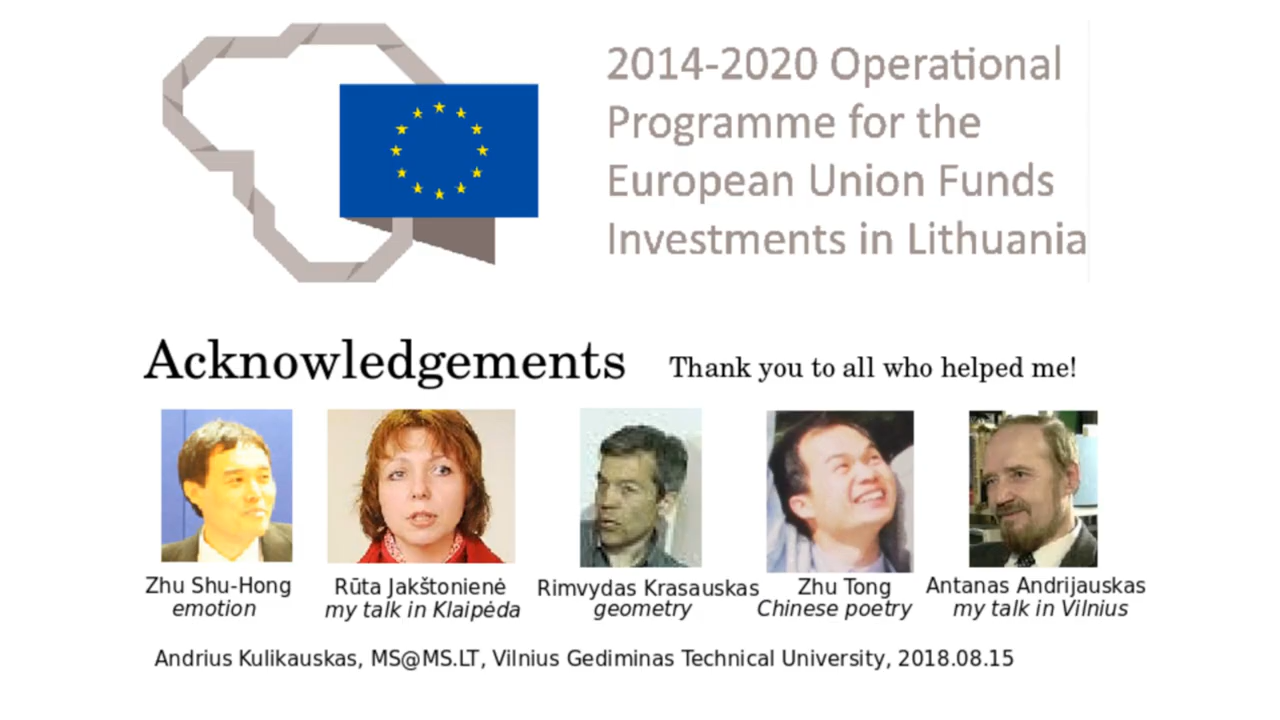 2014-2020 Operational
Programme for the
European Union Funds
Investments in Lithuania
Acknowledgements Thank you to all who helped me!
Zhu Shu-Hong Rūta Jakštonienė Rimvydas Krasauskas Zhu Tong Antanas Andrijauskas
emotion my talk in Klaipėda geometry Chinese poetry my talk in Vilnius
Andrius Kulikauskas, MS@MS.LT, Vilnius Gediminas Technical University, 2018.08.15